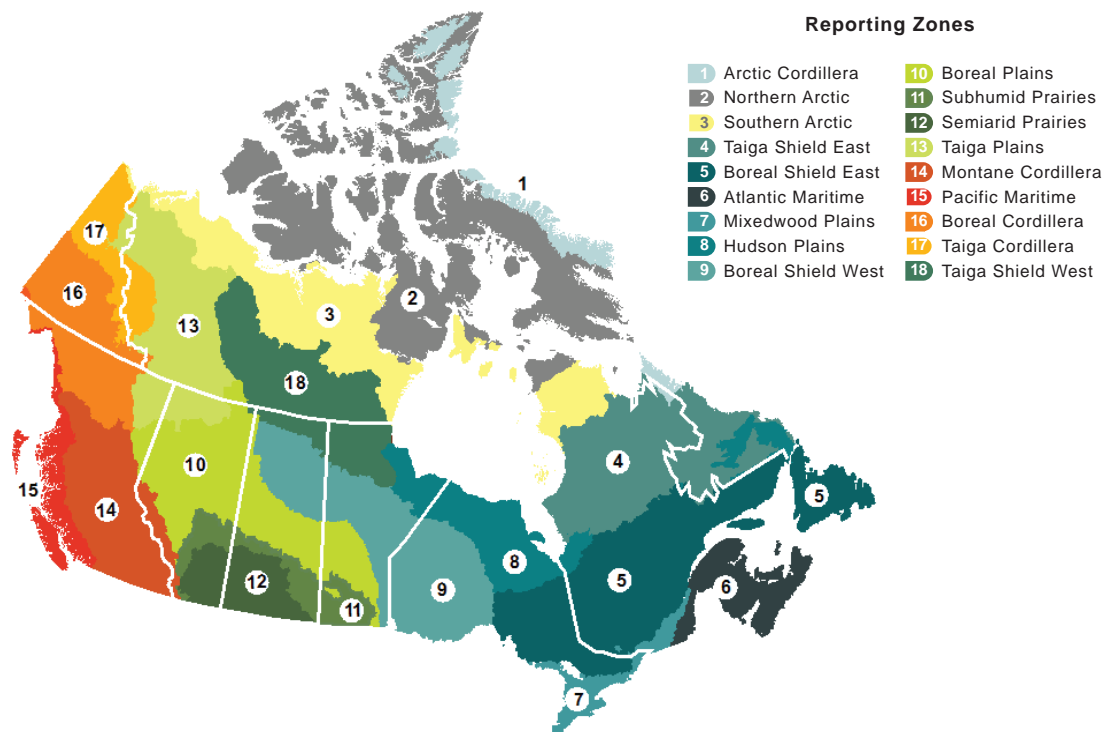 Reporting Zones
1 Arctic Cordillera
2 Northern Arctic
3 Southern Arctic
4 Taiga Shield East
5 Boreal Shield East
6 Atlantic Maritime
7 Mixedwood Plains
8 Hudson Plains
9 Boreal Shield West
10 Boreal Plains
11 Subhumid Prairies
12 Semiarid Prairies
13 Taiga Plains
14 Montane Cordillera
15 Pacific Maritime
16 Boreal Cordillera
17 Taiga Cordillera
18 Taiga Shield West
1
17
16
2
3
13
18
4
10
15
5
14
8
5
12
9
6
11
7